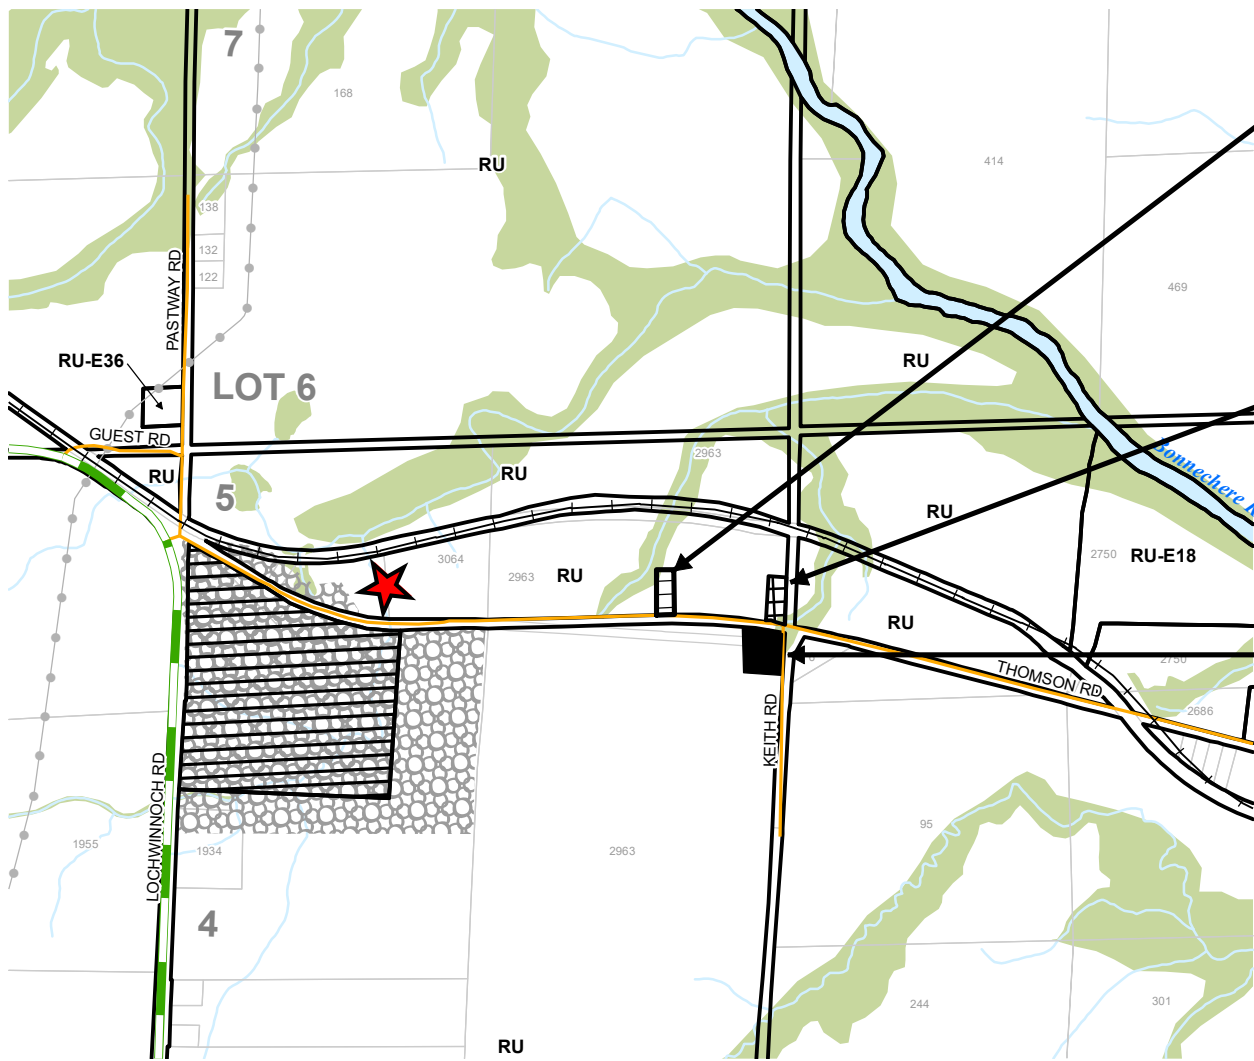 7
168
RU
414
138
132
122
PASTWAY RD
469
RU-E36
LOT 6
RU
GUEST RD
RU
5
RU
2963
Bonnechere
RU
2750
RU-E18
3064
2963
RU
RU
2750
THOMSON RD
2686
KEITH RD
LOCHWINNOCH RD
1955
1934
2963
95
4
244
301
RU